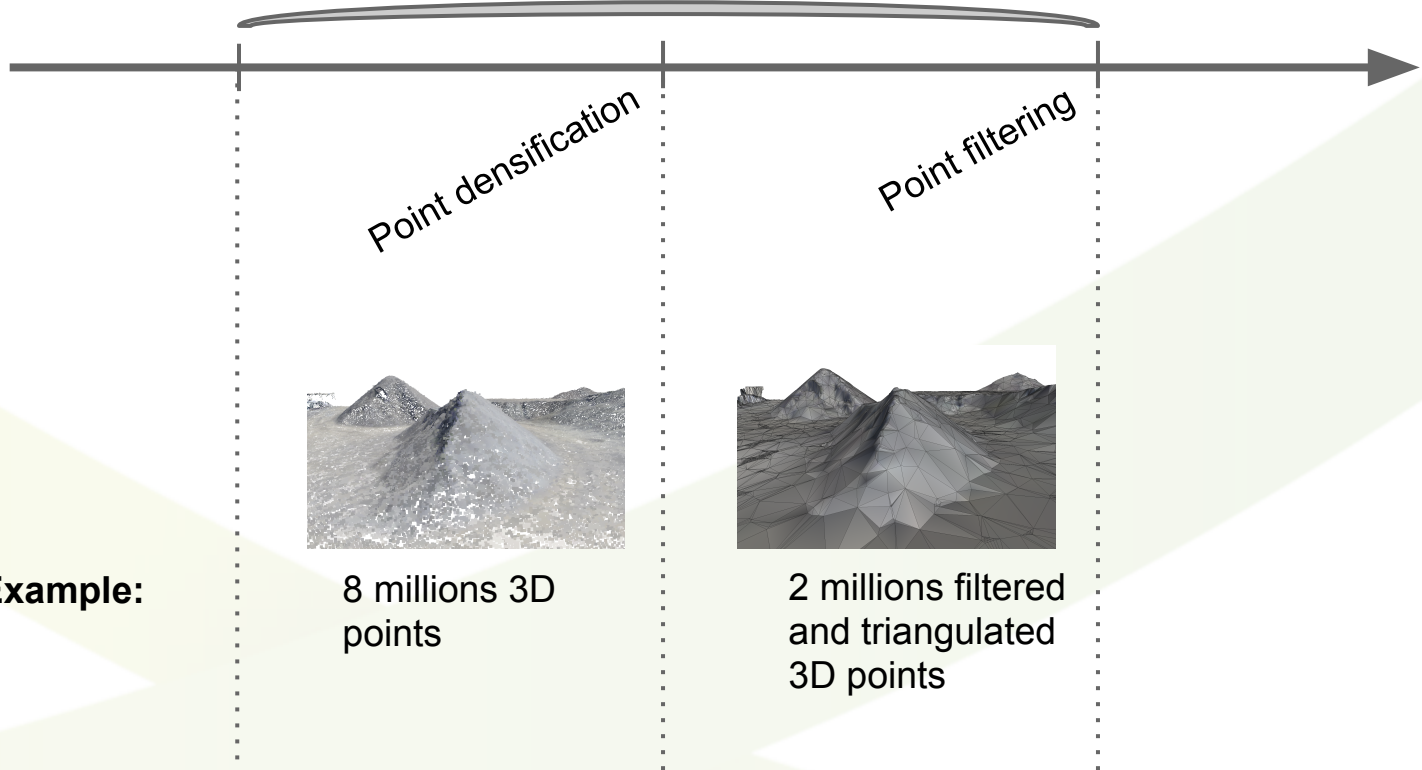 Point densification
Point filtering
Example:
8 millions 3D
points
2 millions filtered
and triangulated
3D points